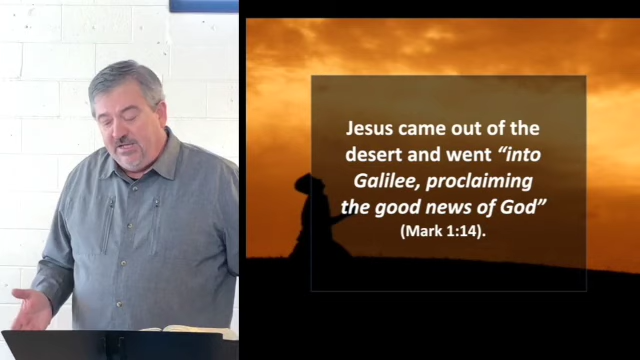 Jesus came out of the
desert and went “into
Galilee, proclaiming
the good news of God”
(Mark 1:14).